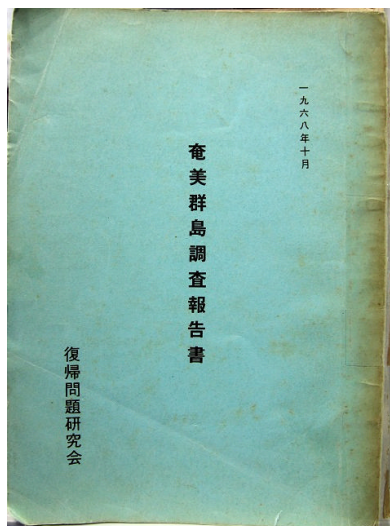 一九六八年十月
奄美群島調査報告書
復帰問題研究会